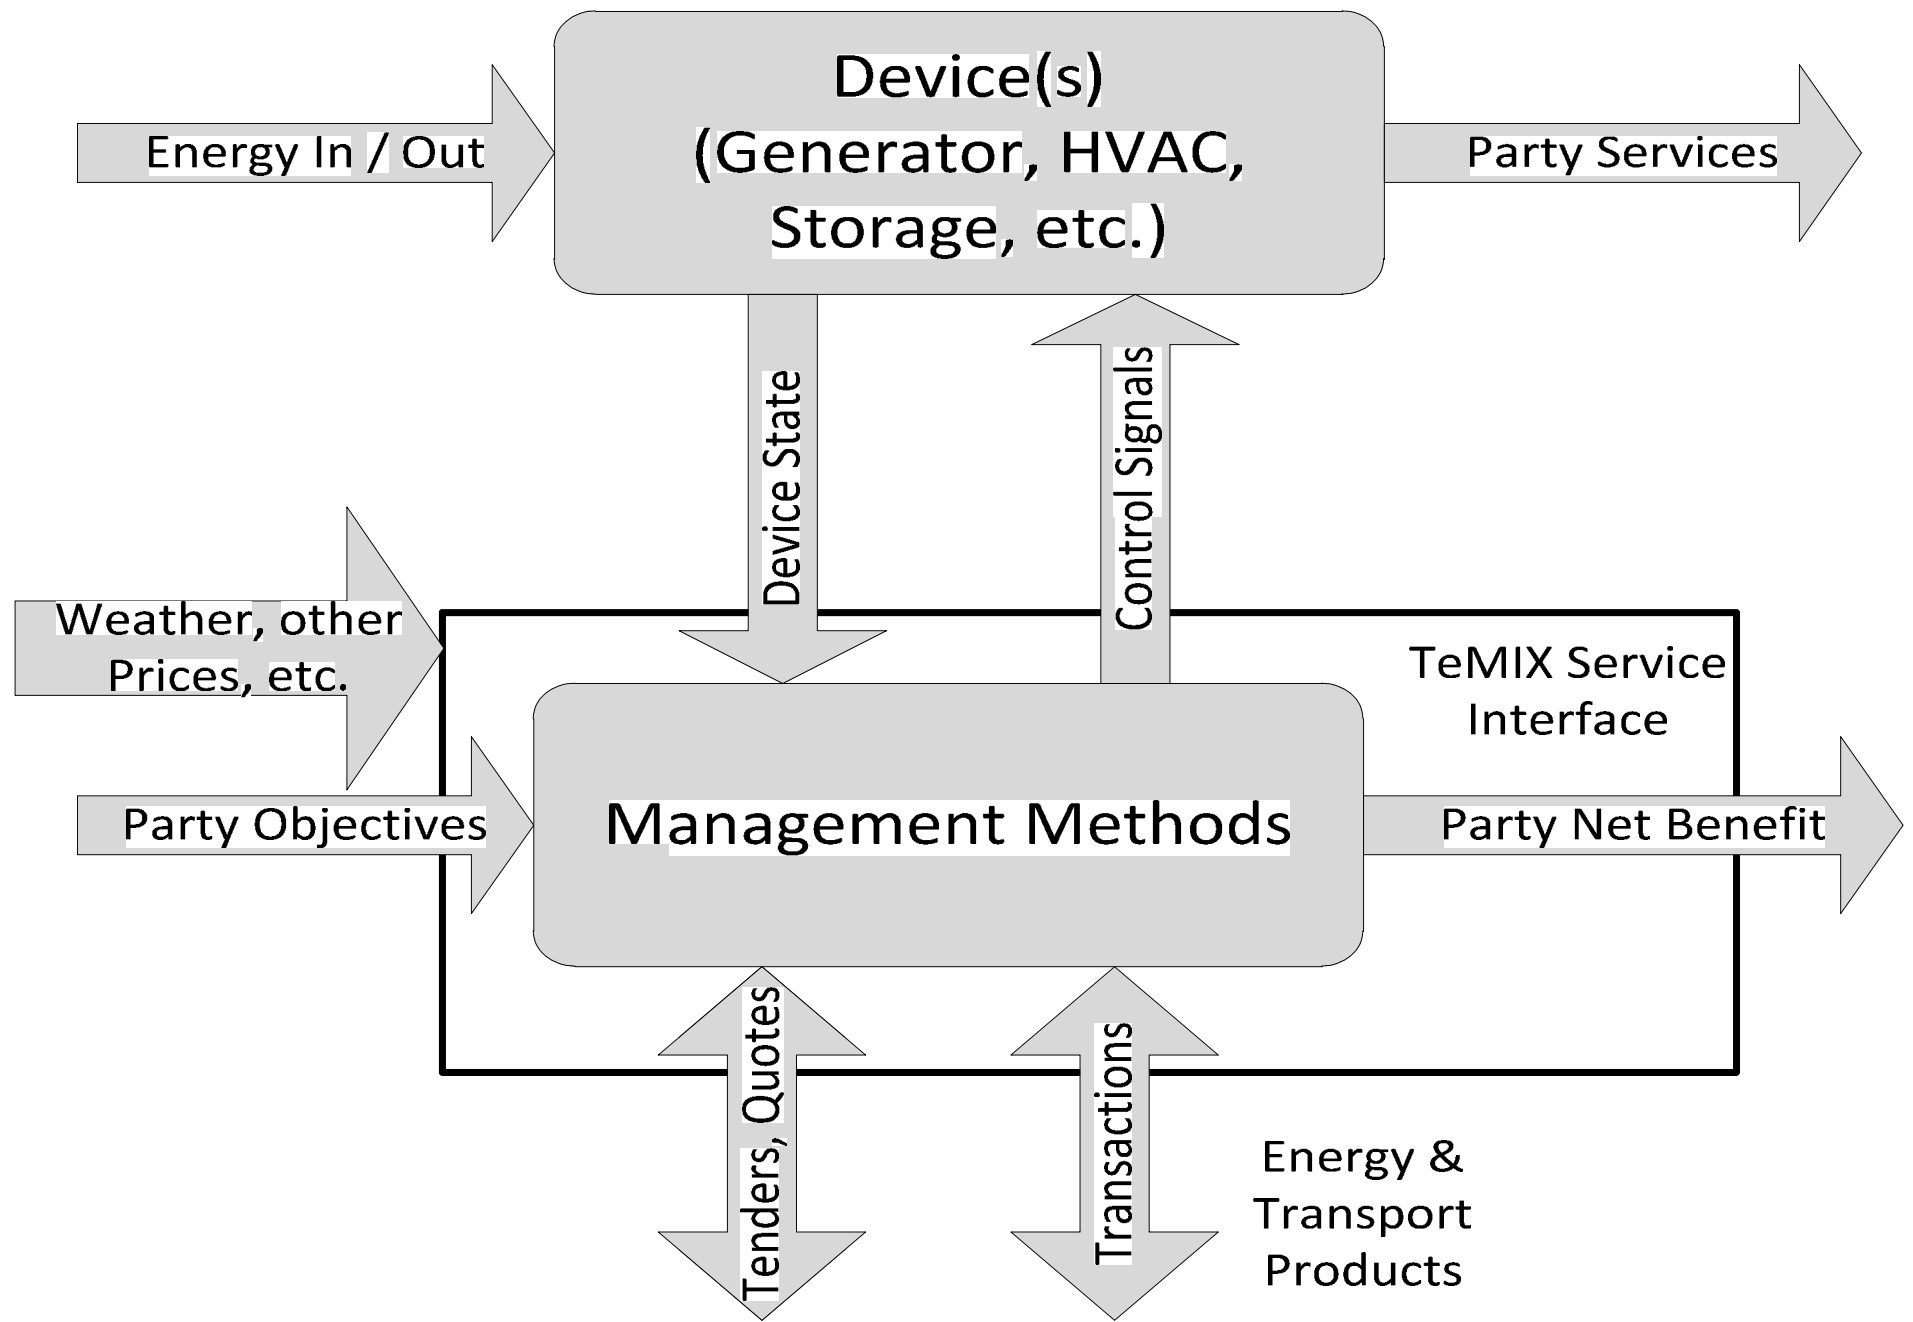 Device(s)
(Generator, HVAC,
Storage, etc.)
Energy In / Out
Party Services
Device State
Control Signals
Weather, other
Prices, etc.
TeMIX Service
Interface
Party Objectives
Management Methods
Party Net Benefit
Tenders, Quotes
Transactions
Energy &
Transport
Products